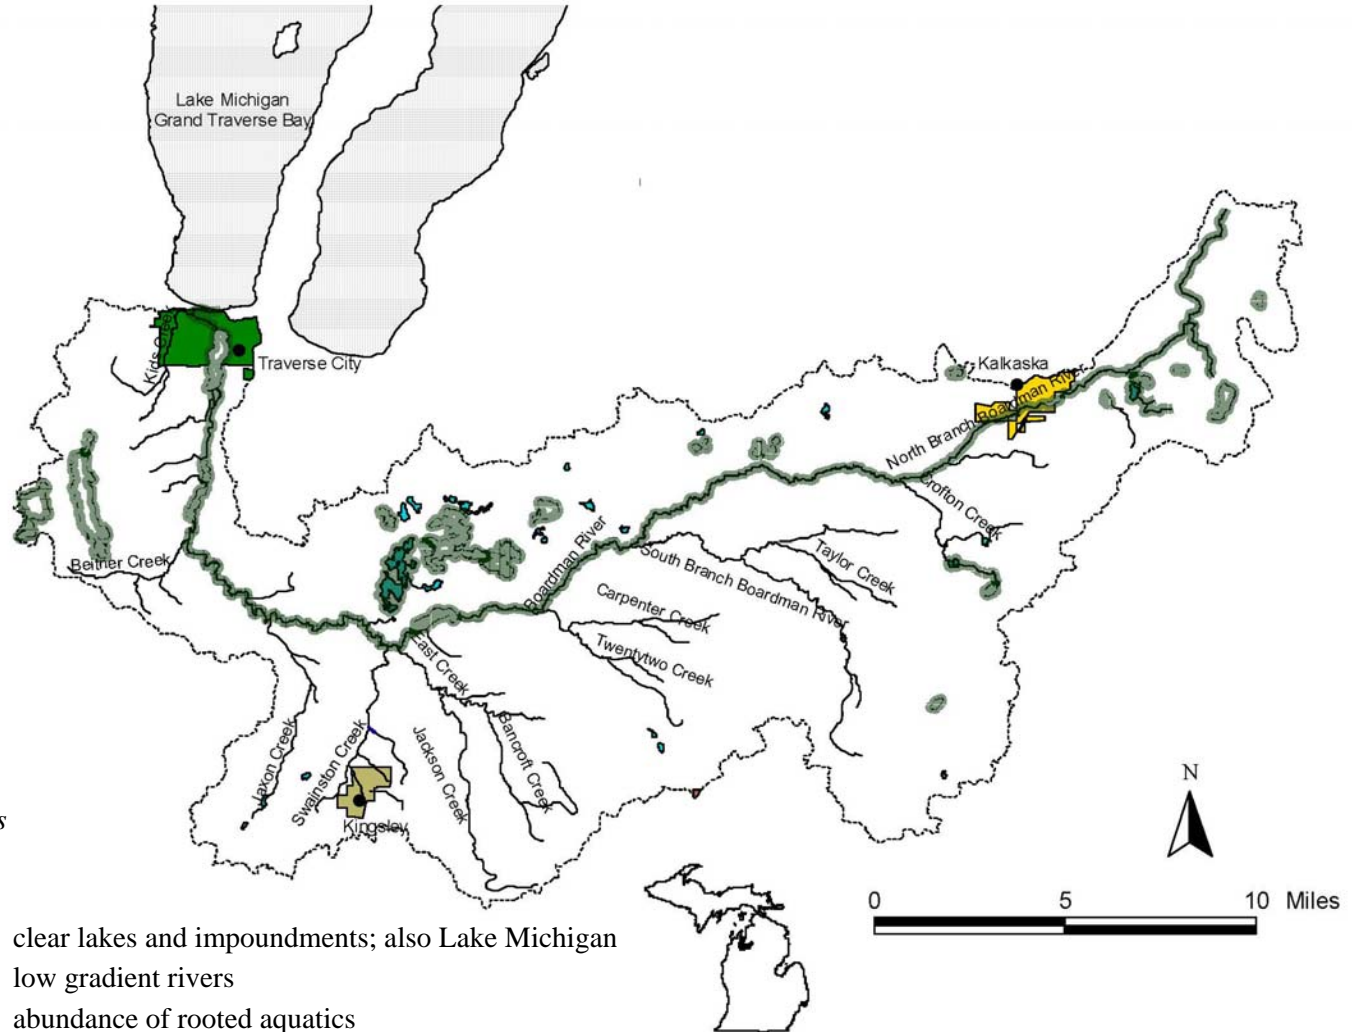 Lake Michigan
Grand Traverse Bay
Traverse City
Kalkaska
North Branch Boardman River
Crofton Creek
Beitner Creek
Boardman River
South Branch Boardman River
Taylor Creek
Carpenter Creek
Twentytwo Creek
East Creek
Jaxon Creek
Swainston Creek
Jackson Creek
Bancroft Creek
Kingsley
N
0 5 10 Miles
s
clear lakes and impoundments; also Lake Michigan
low gradient rivers
abundance of rooted aquatics